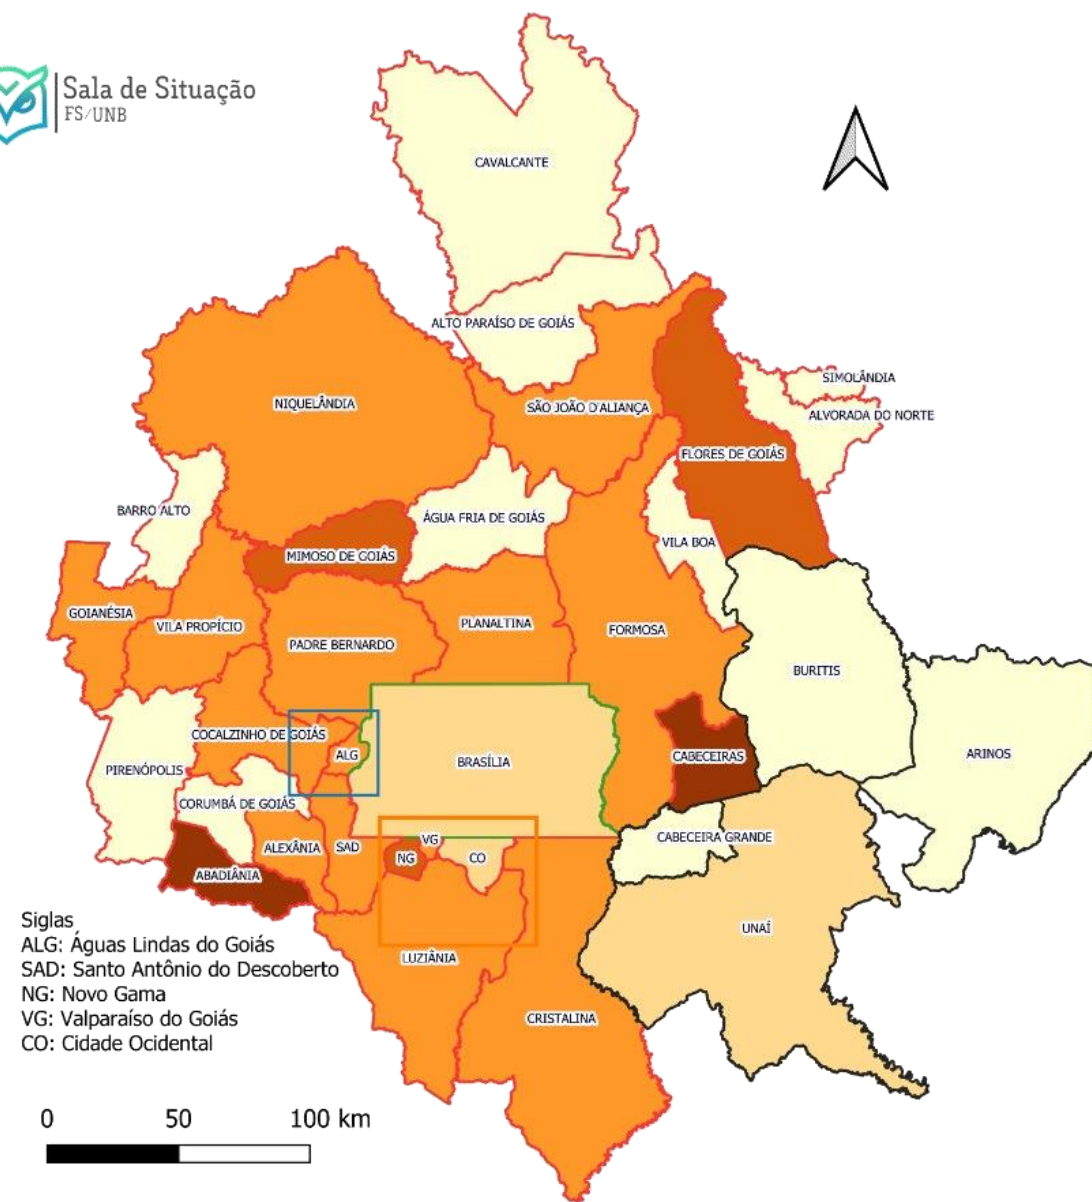 Sala de Situação
FS/UNB
CAVALCANTE
ALTO PARAÍSO DE GOIÁS
SIMOLÂNDIA
NIQUELÂNDIA
SÃO JOÃO D'ALIANÇA
ALVORADA DO NORTE
FLORES DE GOIÁS
BARRO ALTO
ÁGUA FRIA DE GOIÁS
VILA BOA
MIMOSO DE GOIÁS
GOIANÉSIA
VILA PROPÍCIO
PLANALTINA
FORMOSA
PADRE BERNARDO
BURITIS
COCALZINHO DE GOIÁS
ALG
BRASÍLIA
CABECEIRAS
ARINOS
PIRENÓPOLIS
CORUMBÁ DE GOIÁS
CABECEIRA GRANDE
VG
ALEXÂNIA
SAD
NG
CO
ABADIÂNIA
UNAÍ
LUZIÂNIA
CRISTALINA
Siglas
ALG: Águas Lindas do Goiás
SAD: Santo Antônio do Descoberto
NG: Novo Gama
VG: Valparaíso do Goiás
CO: Cidade Ocidental
0 50 100 km